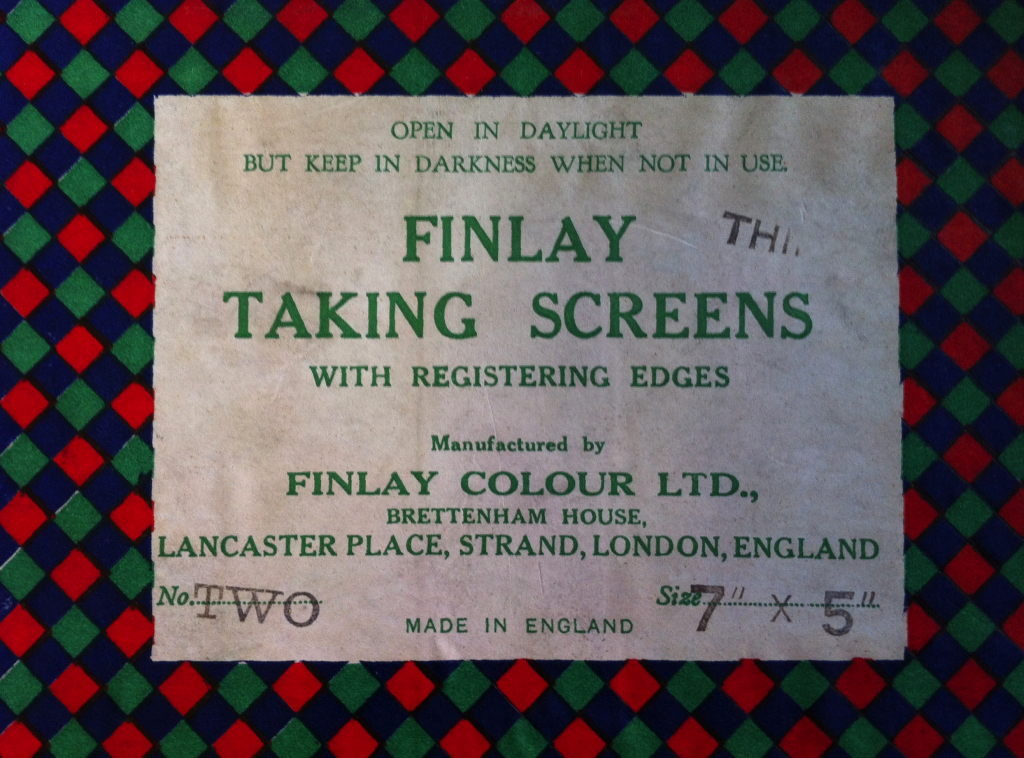 OPEN IN DAYLIGHT
BUT KEEP IN DARKNESS WHEN NOT IN USE.
FINLAY
TAKING SCREENS
WITH REGISTERING EDGES
Manufactured by
FINLAY COLOUR LTD.,
BRETTENHAM HOUSE,
LANCASTER PLACE, STRAND, LONDON, ENGLAND
No. TWO Size 7" X 5"
MADE IN ENGLAND